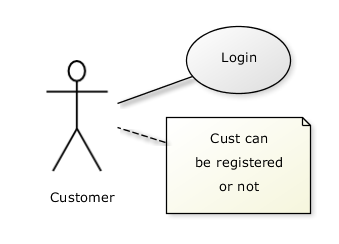 Login
Cust can
be registered
or not
Customer